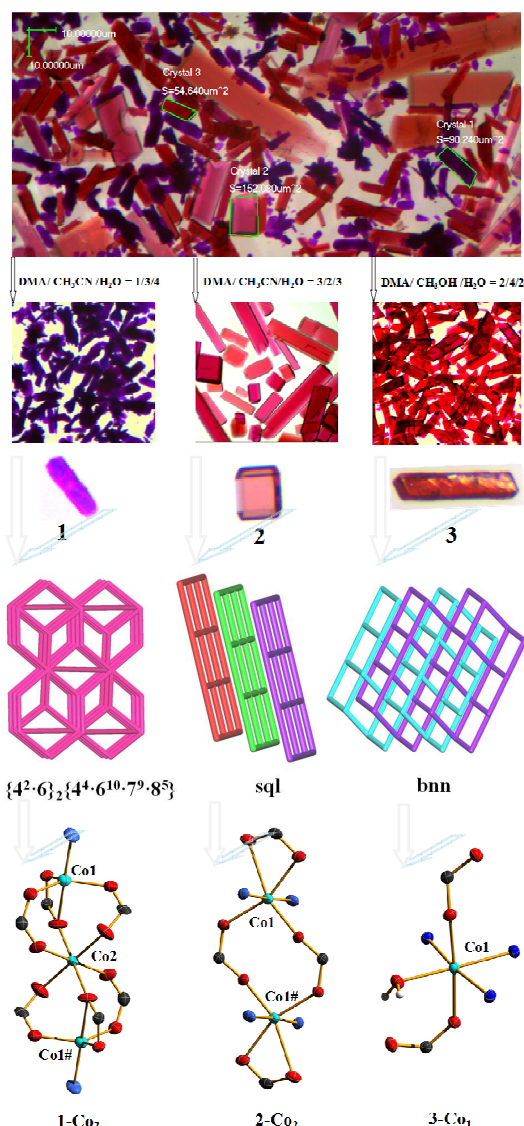 10.00000um
10.00000um
Crystal 3
S=54.640um^2
Crystal 1
S=90.240um^2
Crystal 2
S=152.080um^2
DMA/ CH₃CN /H₂O = 1/3/4
DMA/ CH₃CN/H₂O = 3/2/3
DMA/ CH₃OH /H₂O = 2/4/2
1
2
3
{4²·6}₂{4⁴·6¹⁰·7⁹·8⁵}
sql
bnn
Co1
Co2
Co1#
Co1
Co1#
Co1
1-Co₃
2-Co₂
3-Co₁